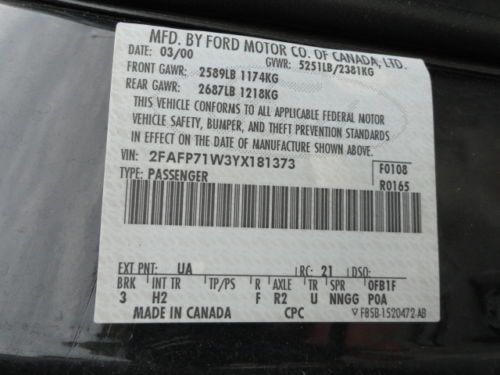 MFD. BY FORD MOTOR CO. OF CANADA, LTD.
DATE: 03/00 GVWR: 5251LB/2381KG
FRONT GAWR: 2589LB 1174KG
REAR GAWR: 2687LB 1218KG
THIS VEHICLE CONFORMS TO ALL APPLICABLE FEDERAL MOTOR
VEHICLE SAFETY, BUMPER, AND THEFT PREVENTION STANDARDS
IN EFFECT ON THE DATE OF MANUFACTURE SHOWN ABOVE.
VIN: 2FAFP71W3YX181373 F0108
TYPE: PASSENGER R0165
EXT PNT: UA RC: 21 DSO:
BRK INT TR TP/PS R AXLE TR SPR 0FB1F
3 H2 F R2 U NNGG P0A
MADE IN CANADA CPC F85B-1520472-AB